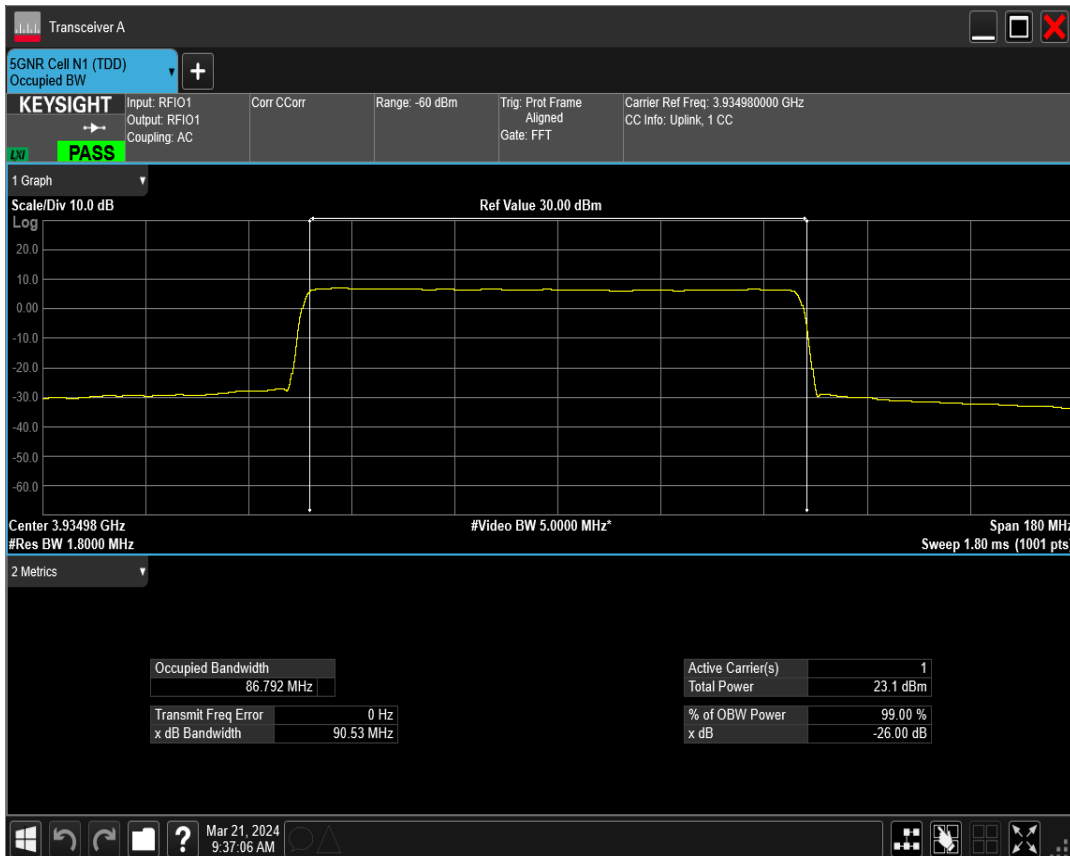 Transceiver A
5GNR Cell N1 (TDD)
Occupied BW
KEYSIGHT
LXI
PASS
Input: RFIO1
Output: RFIO1
Coupling: AC
Corr CCorr
Range: -60 dBm
Trig: Prot Frame
Aligned
Gate: FFT
Carrier Ref Freq: 3.934980000 GHz
CC Info: Uplink, 1 CC
1 Graph
Scale/Div 10.0 dB
Ref Value 30.00 dBm
Log
20.0
10.0
0.00
-10.0
-20.0
-30.0
-40.0
-50.0
-60.0
Center 3.93498 GHz
#Video BW 5.0000 MHz*
Span 180 MHz
#Res BW 1.8000 MHz
Sweep 1.80 ms (1001 pts)
2 Metrics
Occupied Bandwidth
86.792 MHz
Transmit Freq Error 0 Hz
x dB Bandwidth 90.53 MHz
Active Carrier(s) 1
Total Power 23.1 dBm
% of OBW Power 99.00 %
x dB -26.00 dB
?
Mar 21, 2024
9:37:06 AM